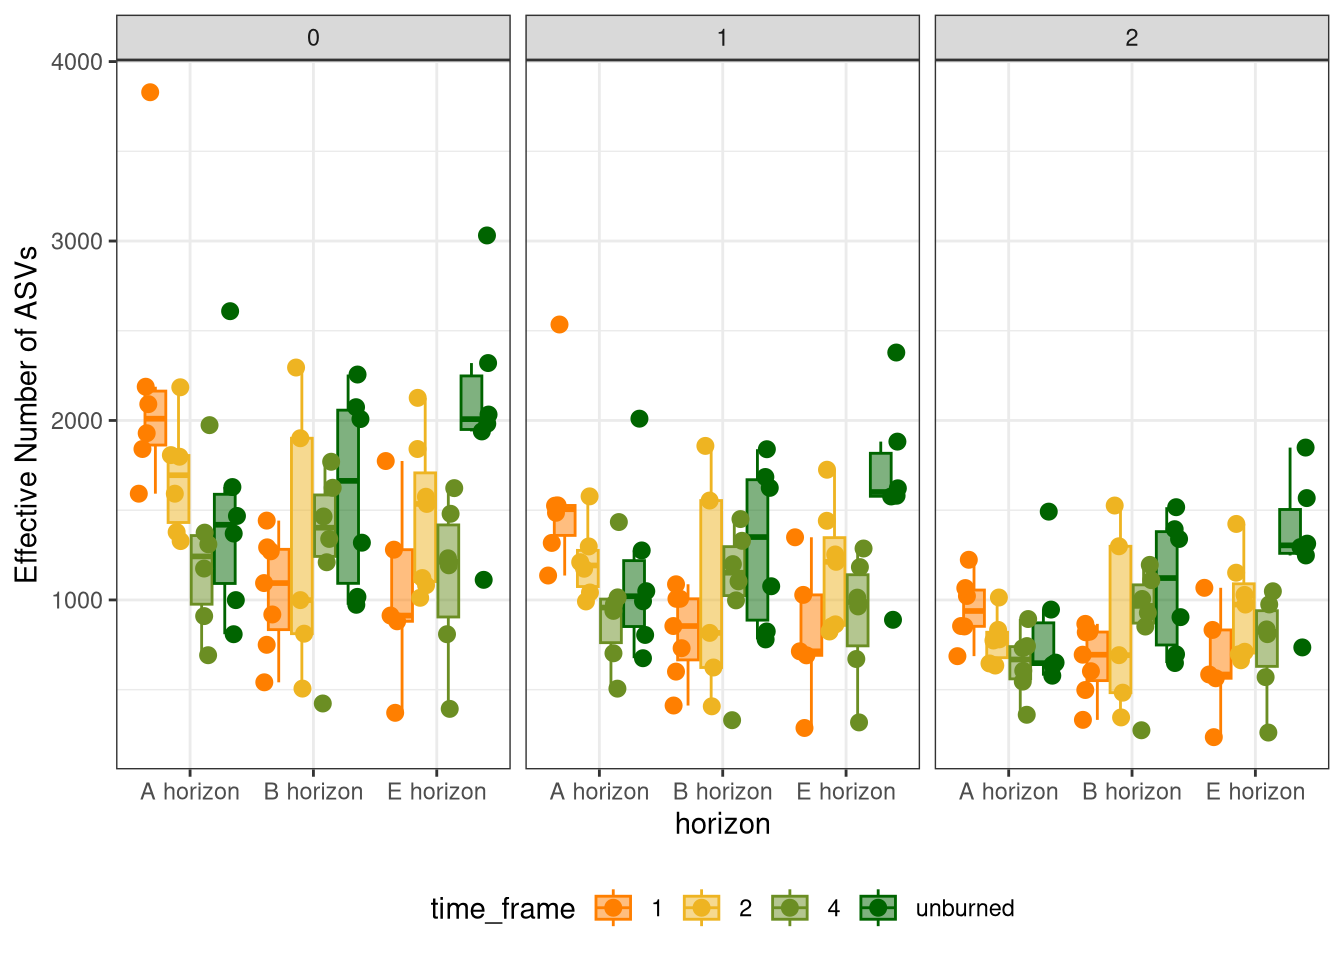 0 1 2
4000
3000
2000
1000
Effective Number of ASVs
A horizon B horizon E horizon A horizon B horizon E horizon A horizon B horizon E horizon
horizon
time_frame 1 2 4 unburned